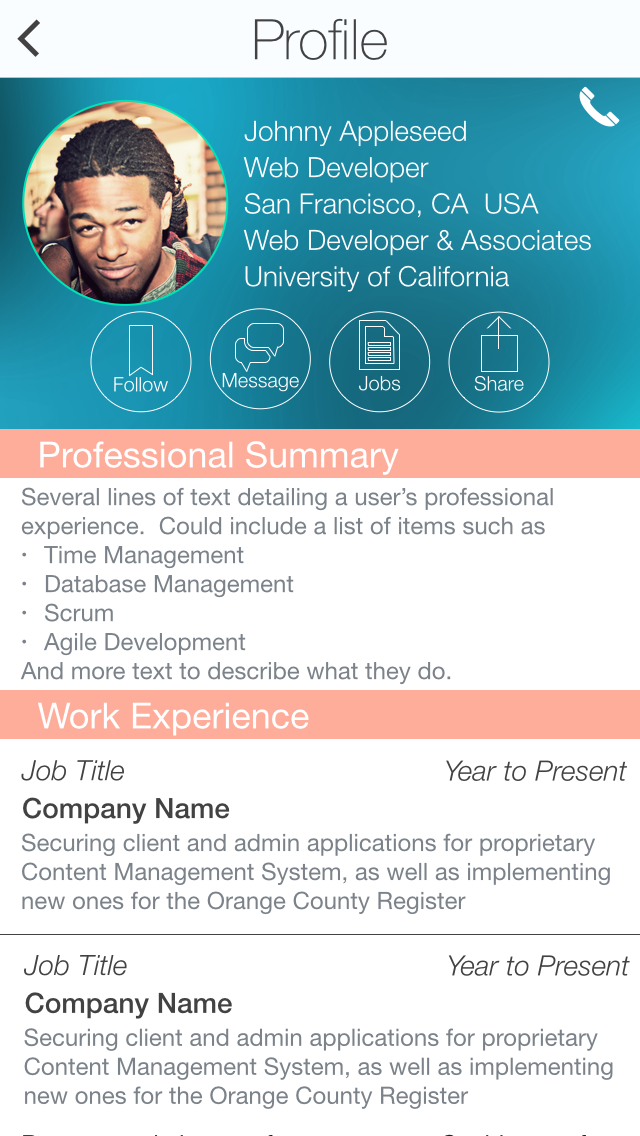 Profile
Johnny Appleseed
Web Developer
San Francisco, CA  USA
Web Developer & Associates
University of California
Follow Message Jobs Share
Professional Summary
Several lines of text detailing a user’s professional
experience.  Could include a list of items such as
· Time Management
· Database Management
· Scrum
· Agile Development
And more text to describe what they do.
Work Experience
Job Title Year to Present
Company Name
Securing client and admin applications for proprietary
Content Management System, as well as implementing
new ones for the Orange County Register
Job Title Year to Present
Company Name
Securing client and admin applications for proprietary
Content Management System, as well as implementing
new ones for the Orange County Register